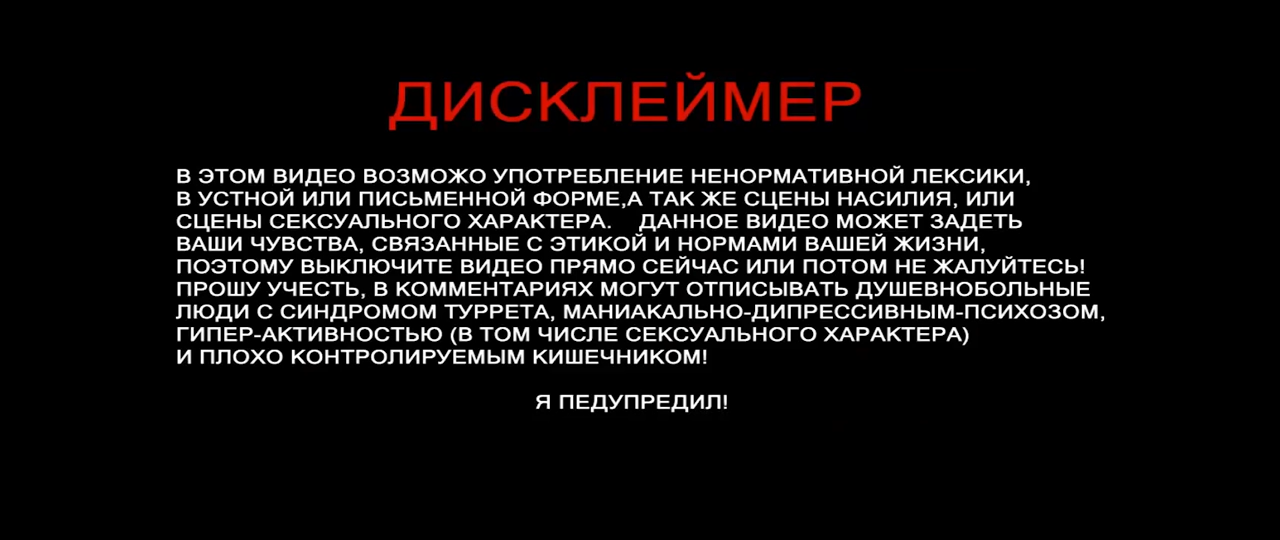 ДИСКЛЕЙМЕР
В ЭТОМ ВИДЕО ВОЗМОЖО УПОТРЕБЛЕНИЕ НЕНОРМАТИВНОЙ ЛЕКСИКИ,
В УСТНОЙ ИЛИ ПИСЬМЕННОЙ ФОРМЕ,А ТАК ЖЕ СЦЕНЫ НАСИЛИЯ, ИЛИ
СЦЕНЫ СЕКСУАЛЬНОГО ХАРАКТЕРА. ДАННОЕ ВИДЕО МОЖЕТ ЗАДЕТЬ
ВАШИ ЧУВСТВА, СВЯЗАННЫЕ С ЭТИКОЙ И НОРМАМИ ВАШЕЙ ЖИЗНИ,
ПОЭТОМУ ВЫКЛЮЧИТЕ ВИДЕО ПРЯМО СЕЙЧАС ИЛИ ПОТОМ НЕ ЖАЛУЙТЕСЬ!
ПРОШУ УЧЕСТЬ, В КОММЕНТАРИЯХ МОГУТ ОТПИСЫВАТЬ ДУШЕВНОБОЛЬНЫЕ
ЛЮДИ С СИНДРОМОМ ТУРРЕТА, МАНИАКАЛЬНО-ДИПРЕССИВНЫМ-ПСИХОЗОМ,
ГИПЕР-АКТИВНОСТЬЮ (В ТОМ ЧИСЛЕ СЕКСУАЛЬНОГО ХАРАКТЕРА)
И ПЛОХО КОНТРОЛИРУЕМЫМ КИШЕЧНИКОМ!
Я ПЕДУПРЕДИЛ!